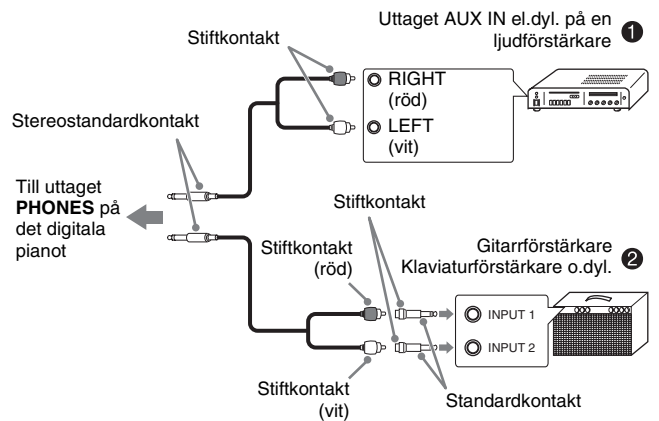 Uttaget AUX IN el.dyl. på en
ljudförstärkare
❶
Stiftkontakt
RIGHT
(röd)
LEFT
(vit)
Stereostandardkontakt
Till uttaget
PHONES på
det digitala
pianot
Stiftkontakt
Stiftkontakt
(röd)
Gitarrförstärkare
Klaviaturförstärkare o.dyl.
❷
INPUT 1
INPUT 2
Stiftkontakt
(vit)
Standardkontakt